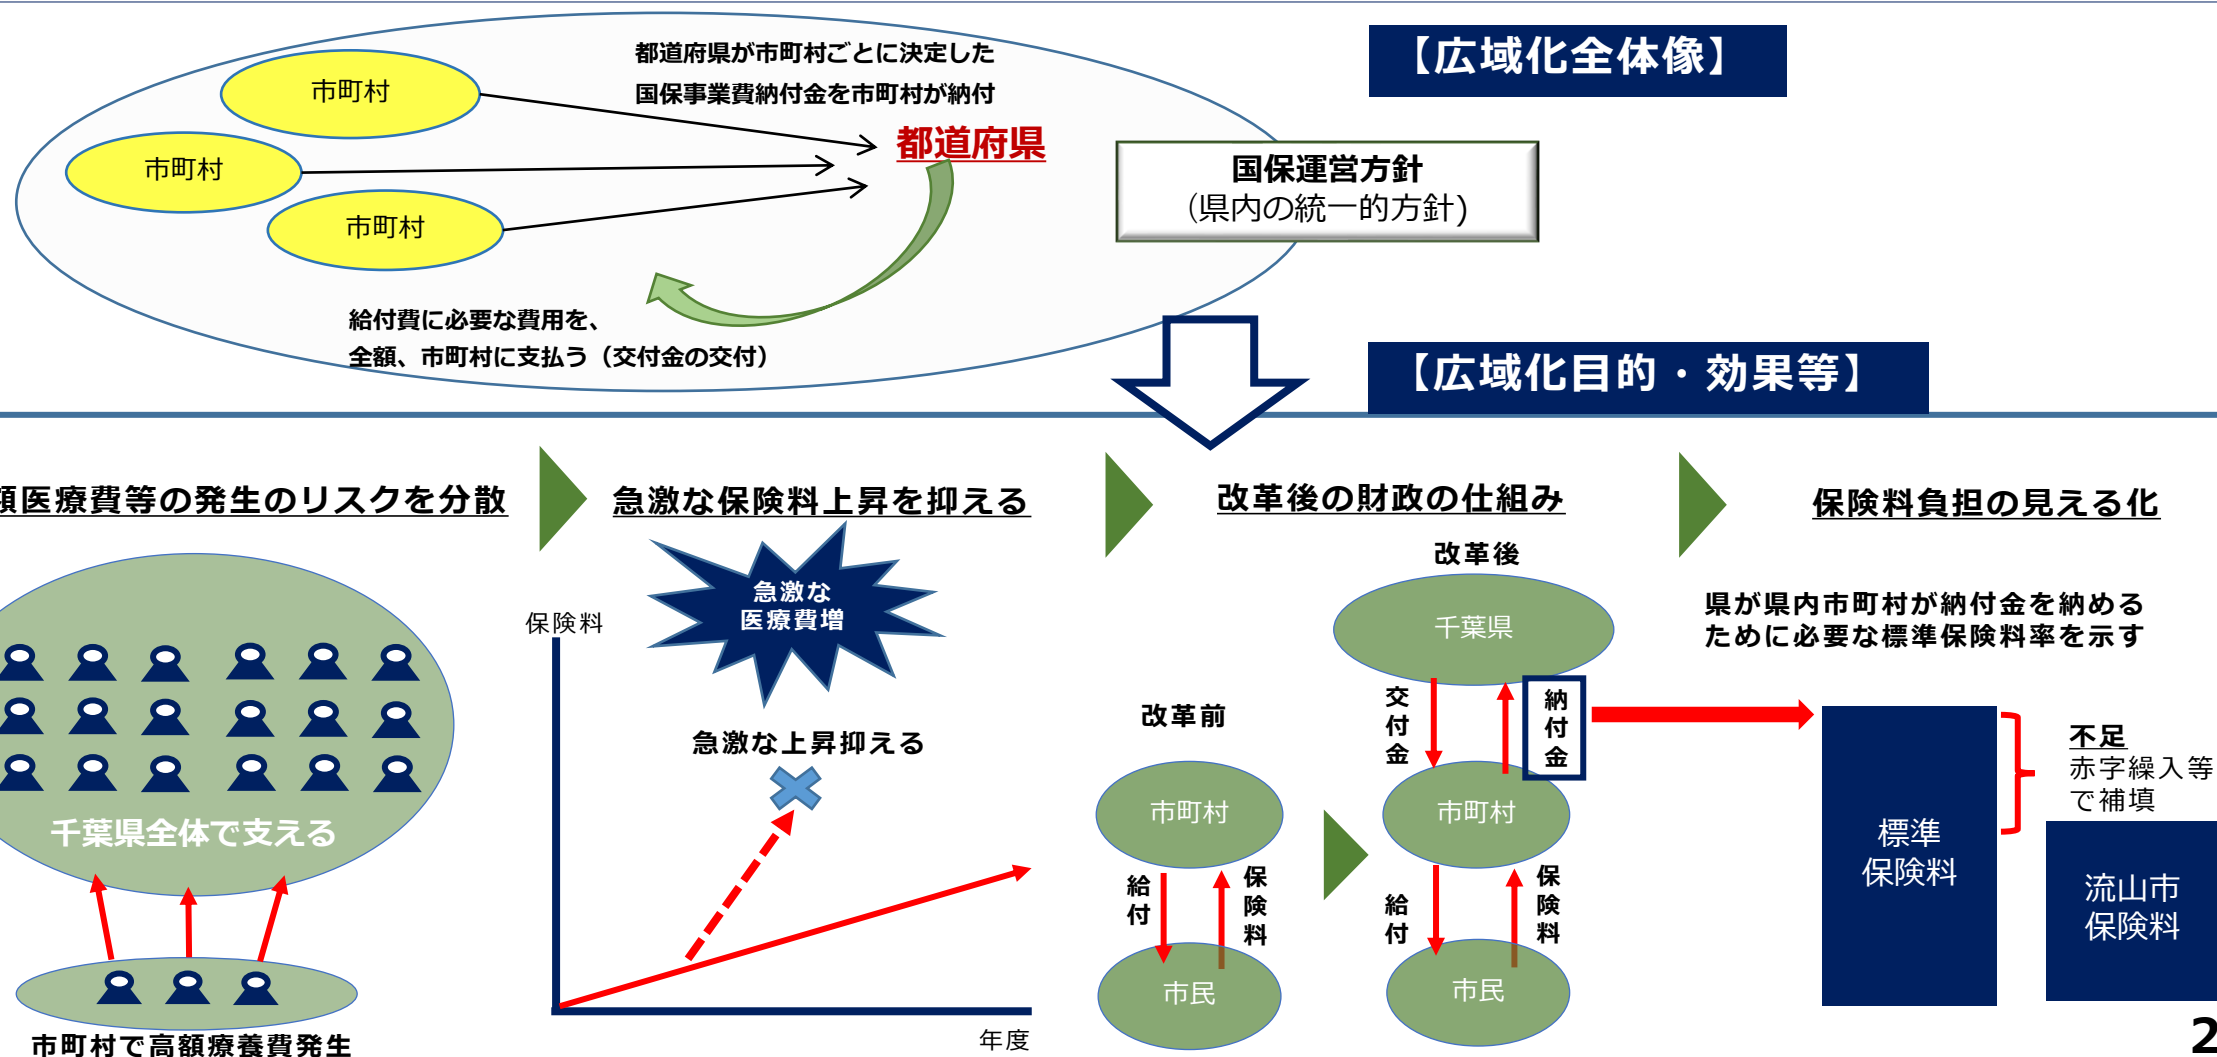 【広域化全体像】
都道府県が市町村ごとに決定した
国保事業費納付金を市町村が納付
市町村
市町村
市町村
都道府県
国保運営方針
（県内の統一的方針)
給付費に必要な費用を、
全額、市町村に支払う（交付金の交付）
【広域化目的・効果等】
額医療費等の発生のリスクを分散
千葉県全体で支える
市町村で高額療養費発生
急激な保険料上昇を抑える
急激な
医療費増
保険料
急激な上昇抑える
年度
改革後の財政の仕組み
改革前
市町村
給付
保険料
市民
改革後
千葉県
交付金
納付金
市町村
給付
保険料
市民
保険料負担の見える化
県が県内市町村が納付金を納める
ために必要な標準保険料率を示す
標準
保険料
不足
赤字繰入等
で補填
流山市
保険料
2